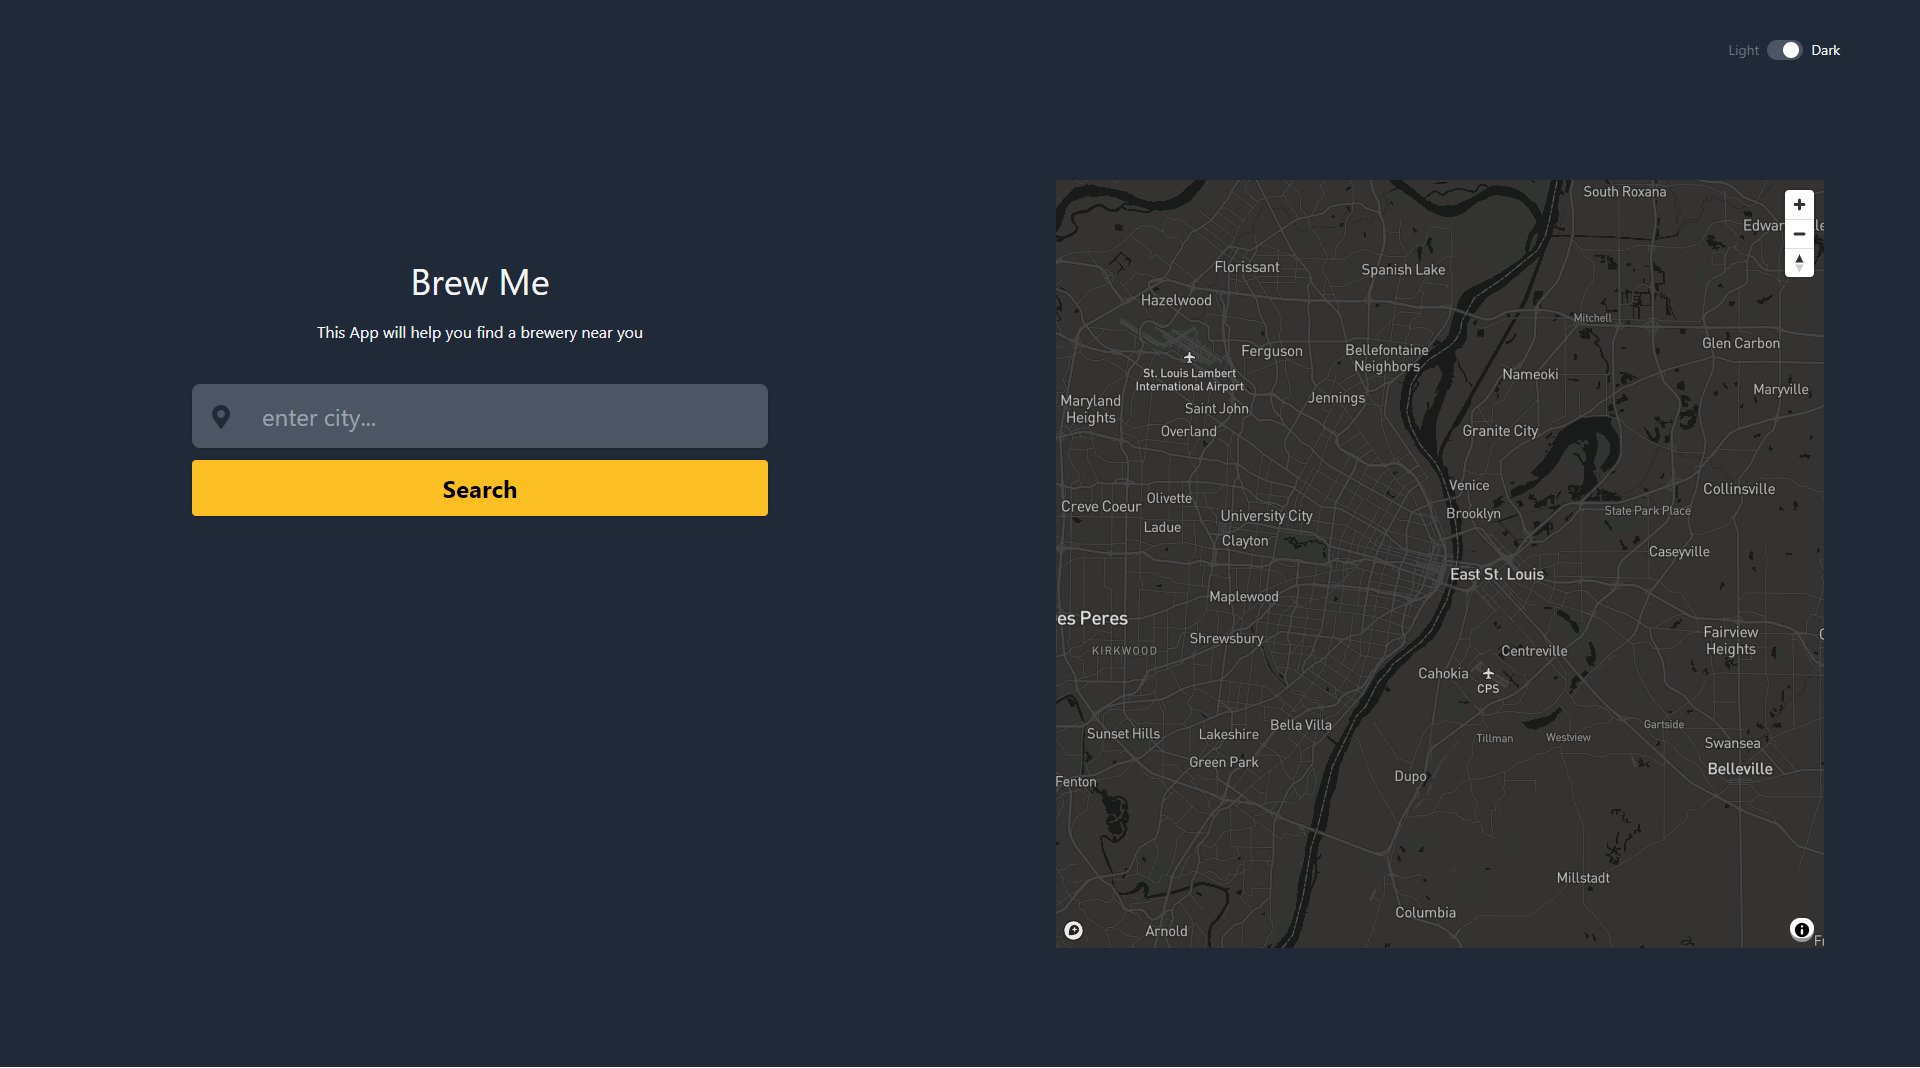 Light Dark
Brew Me
This App will help you find a brewery near you
enter city...
Search
South Roxana
Florissant
Spanish Lake
Hazelwood
Mitchell
Glen Carbon
Ferguson
Bellefontaine
Neighbors
St. Louis Lambert
International Airport
Nameoki
Maryville
Jennings
Maryland
Heights
Saint John
Overland
Granite City
Venice
Collinsville
Olivette
Creve Coeur
University City
Brooklyn
State Park Place
Ladue
Clayton
Caseyville
East St. Louis
Maplewood
es Peres
Shrewsbury
Fairview
Heights
KIRKWOOD
Centreville
Cahokia
CPS
Bella Villa
Gartside
Sunset Hills
Lakeshire
Tillman
Westview
Swansea
Green Park
Belleville
Dupo
Fenton
Millstadt
Columbia
Arnold